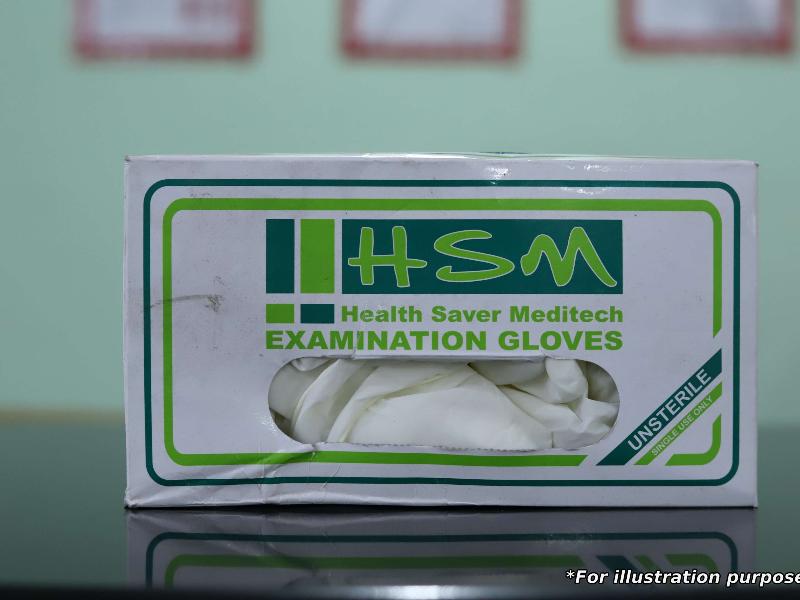 HSM
Health Saver Meditech
EXAMINATION GLOVES
UNSTERILE
SINGLE USE ONLY
*For illustration purpose